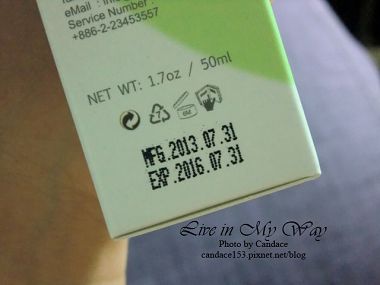 eMail :
Service Number :
+886-2-23453557
NET WT: 1.7oz / 50ml
6M
MFG.2013.07.31
EXP.2016.07.31
Live in My Way
Photo by Candace
candace153.pixnet.net/blog